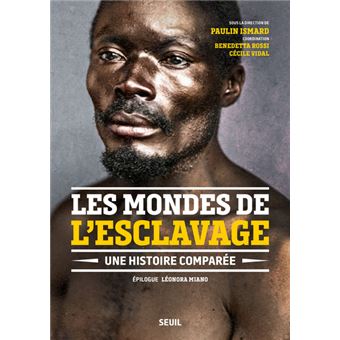 SOUS LA DIRECTION DE
PAULIN ISMARD
COORDINATION
BENEDETTA ROSSI
CÉCILE VIDAL
LES MONDES DE
L'ESCLAVAGE
UNE HISTOIRE COMPARÉE
ÉPILOGUE LÉONORA MIANO
SEUIL